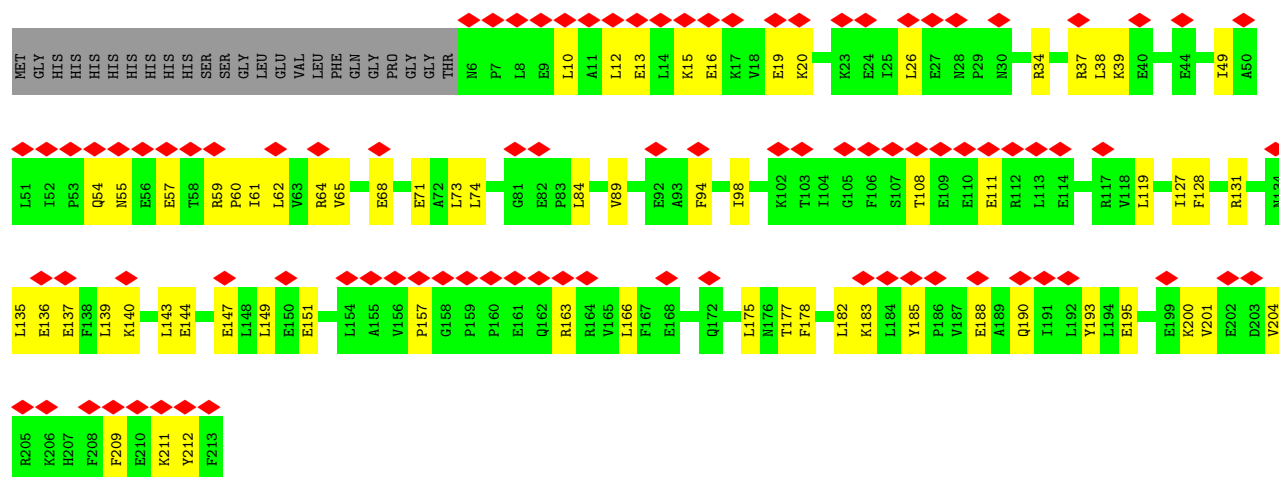 MET GLY HIS HIS HIS HIS HIS HIS HIS HIS SER SER GLY LEU GLU VAL LEU PHE GLN GLY PRO GLY GLY THR N6 P7 L8 E9 L10 A11 L12 E13 L14 K15 E16 K17 V18 E19 K20 K23 E24 I25 L26 E27 N28 P29 N30 R34 R37 L38 K39 E40 E44 I49 A50
L51 I52 P53 Q54 N55 E56 E57 T58 R59 P60 I61 L62 V63 R64 V65 E68 E71 A72 L73 L74 G81 E82 P83 L84 V89 E92 A93 F94 I98 K102 T103 I104 G105 F106 S107 T108 E109 E110 E111 R112 L113 E114 R117 V118 L119 I127 F128 R131 N134
L135 E136 E137 F138 L139 K140 L143 E144 E147 L148 L149 E150 E151 L154 A155 V156 P157 G158 P159 P160 E161 Q162 R163 R164 V165 L166 F167 E168 Q172 L175 N176 T177 F178 L182 K183 L184 Y185 P186 V187 E188 A189 Q190 I191 L192 Y193 L194 E195 E199 K200 V201 E202 D203 V204
R205 K206 H207 F208 F209 E210 K211 Y212 F213